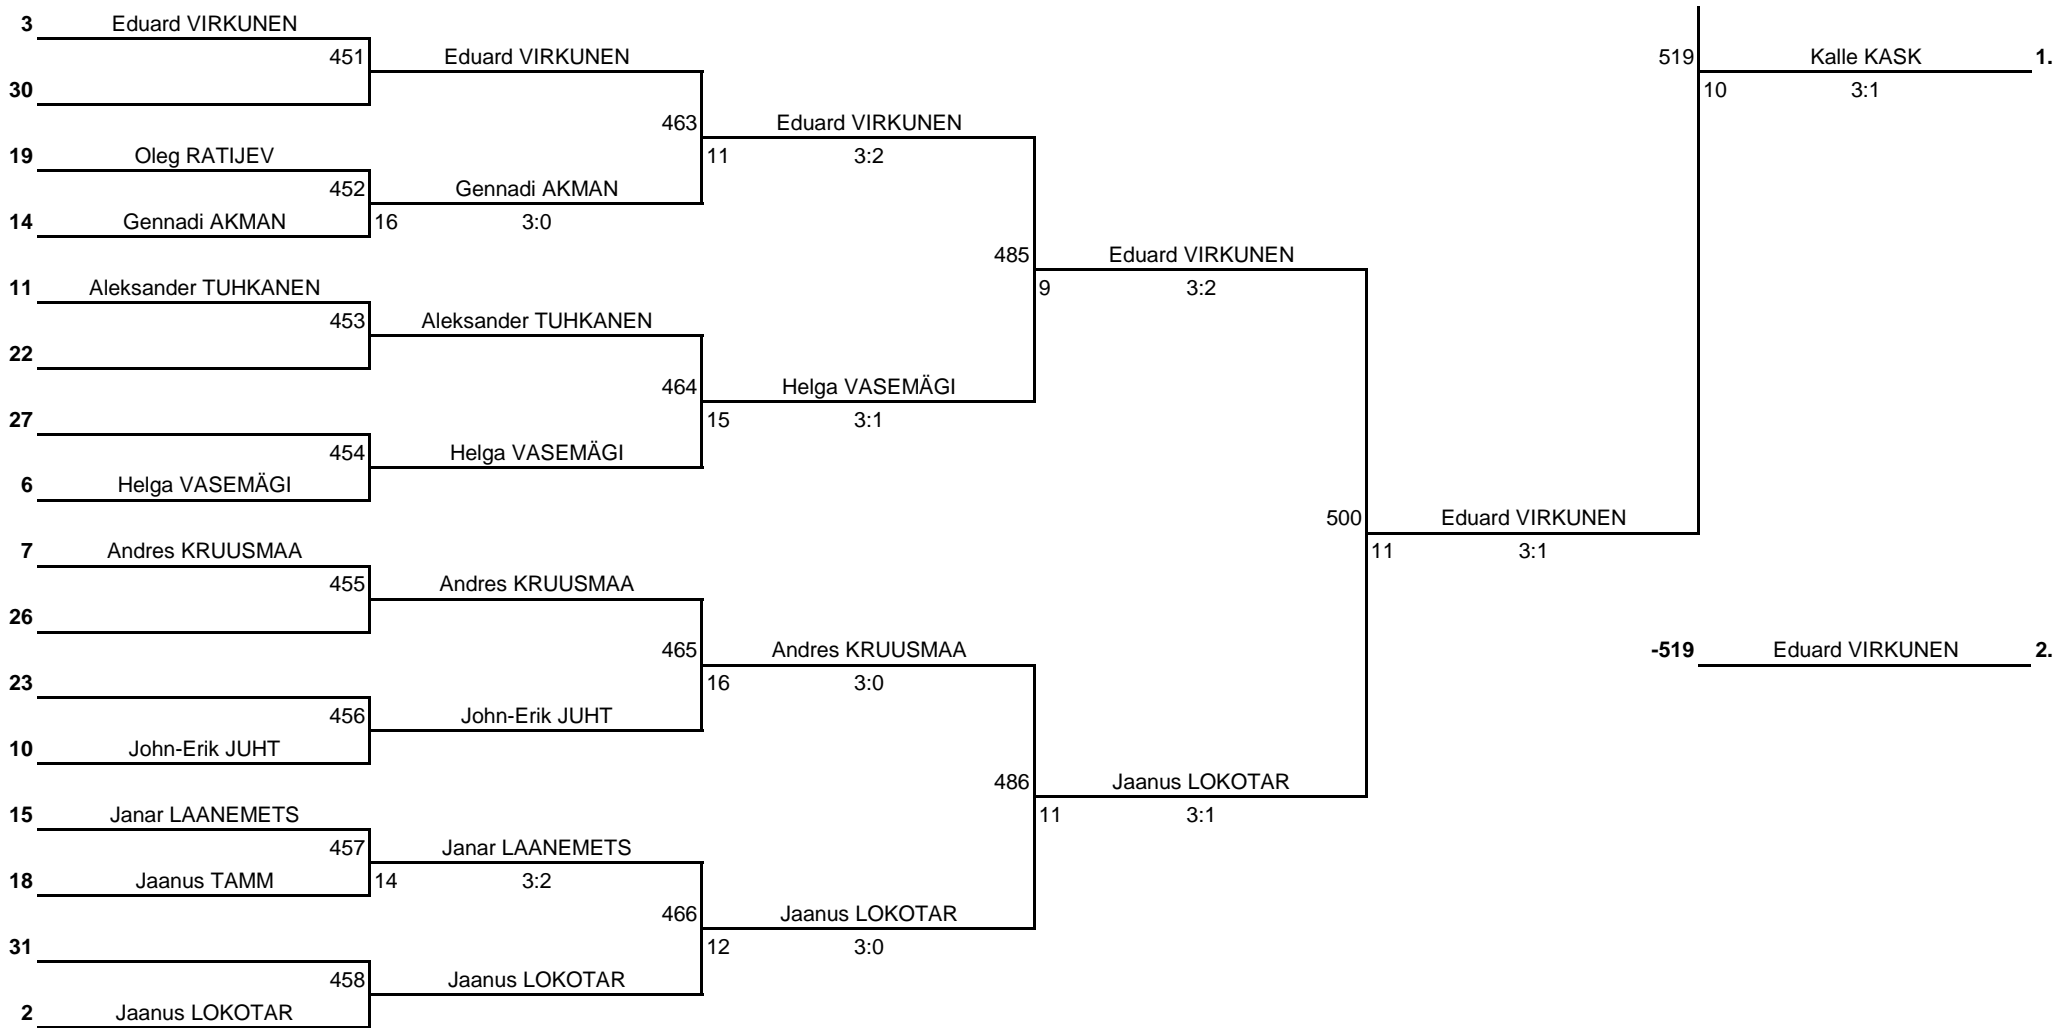 3 Eduard VIRKUNEN
451 Eduard VIRKUNEN 519 Kalle KASK 1.
30 10 3:1
463 Eduard VIRKUNEN
19 Oleg RATIJEV 11 3:2
452 Gennadi AKMAN
14 Gennadi AKMAN 16 3:0
485 Eduard VIRKUNEN
11 Aleksander TUHKANEN 9 3:2
453 Aleksander TUHKANEN
22
464 Helga VASEMÄGI
27 15 3:1
454 Helga VASEMÄGI
6 Helga VASEMÄGI
500 Eduard VIRKUNEN
7 Andres KRUUSMAA 11 3:1
455 Andres KRUUSMAA
26
465 Andres KRUUSMAA -519 Eduard VIRKUNEN 2.
23 16 3:0
456 John-Erik JUHT
10 John-Erik JUHT
486 Jaanus LOKOTAR
15 Janar LAANEMETS 11 3:1
457 Janar LAANEMETS
18 Jaanus TAMM 14 3:2
466 Jaanus LOKOTAR
31 12 3:0
458 Jaanus LOKOTAR
2 Jaanus LOKOTAR